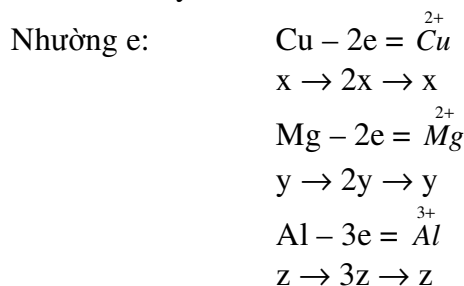 Nhường e: Cu – 2e = Cu²⁺
x → 2x → x
Mg – 2e = Mg²⁺
y → 2y → y
Al – 3e = Al³⁺
z → 3z → z